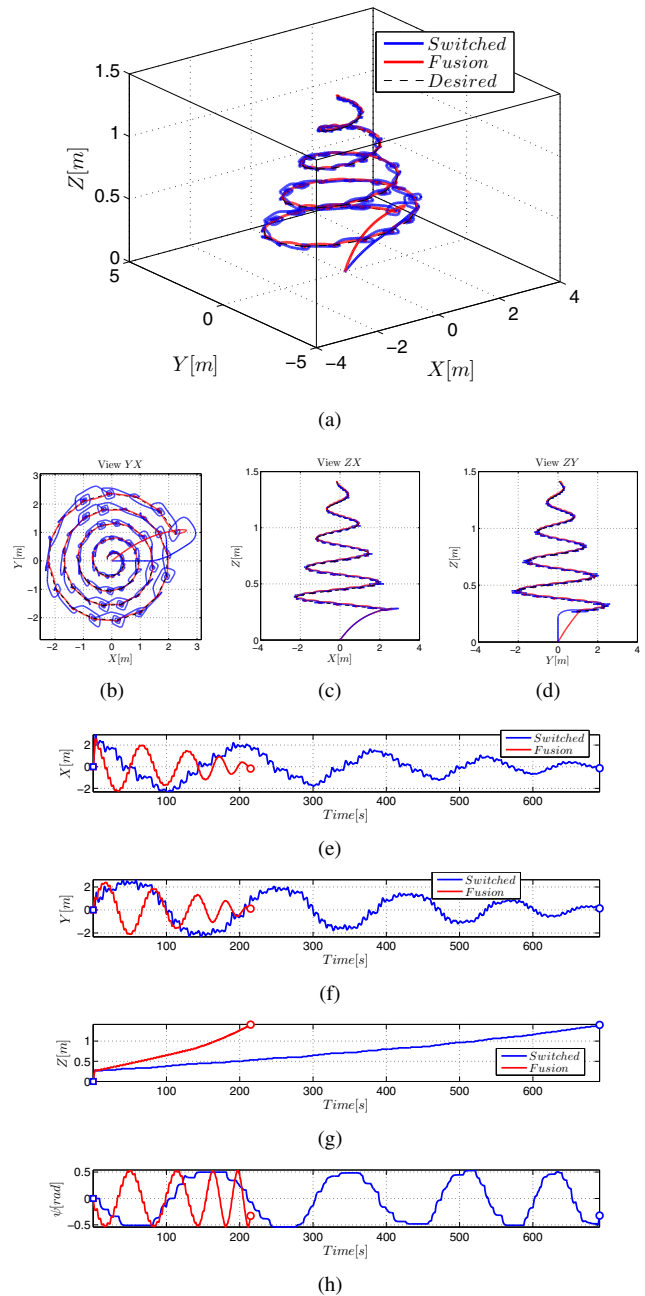 Switched
Fusion
Desired
1.5
1
0.5
0
5
0
−5
−4
−2
0
2
4
Z[m]
Y[m]
X[m]
(a)
View YX
3
2
1
0
−1
−2
−2 −1 0 1 2 3
Y[m]
X[m]
(b)
View ZX
1.5
1
0.5
0
−4 −2 0 2 4
Z[m]
X[m]
(c)
View ZY
1.5
1
0.5
0
−4 −2 0 2 4
Z[m]
Y[m]
(d)
Switched
Fusion
2
0
−2
X[m]
100 200 300 400 500 600
Time[s]
(e)
Switched
Fusion
2
0
−2
Y[m]
100 200 300 400 500 600
Time[s]
(f)
1
0.5
0
Z[m]
Switched
Fusion
100 200 300 400 500 600
Time[s]
(g)
0.5
0
−0.5
ψ[rad]
100 200 300 400 500 600
Time[s]
(h)